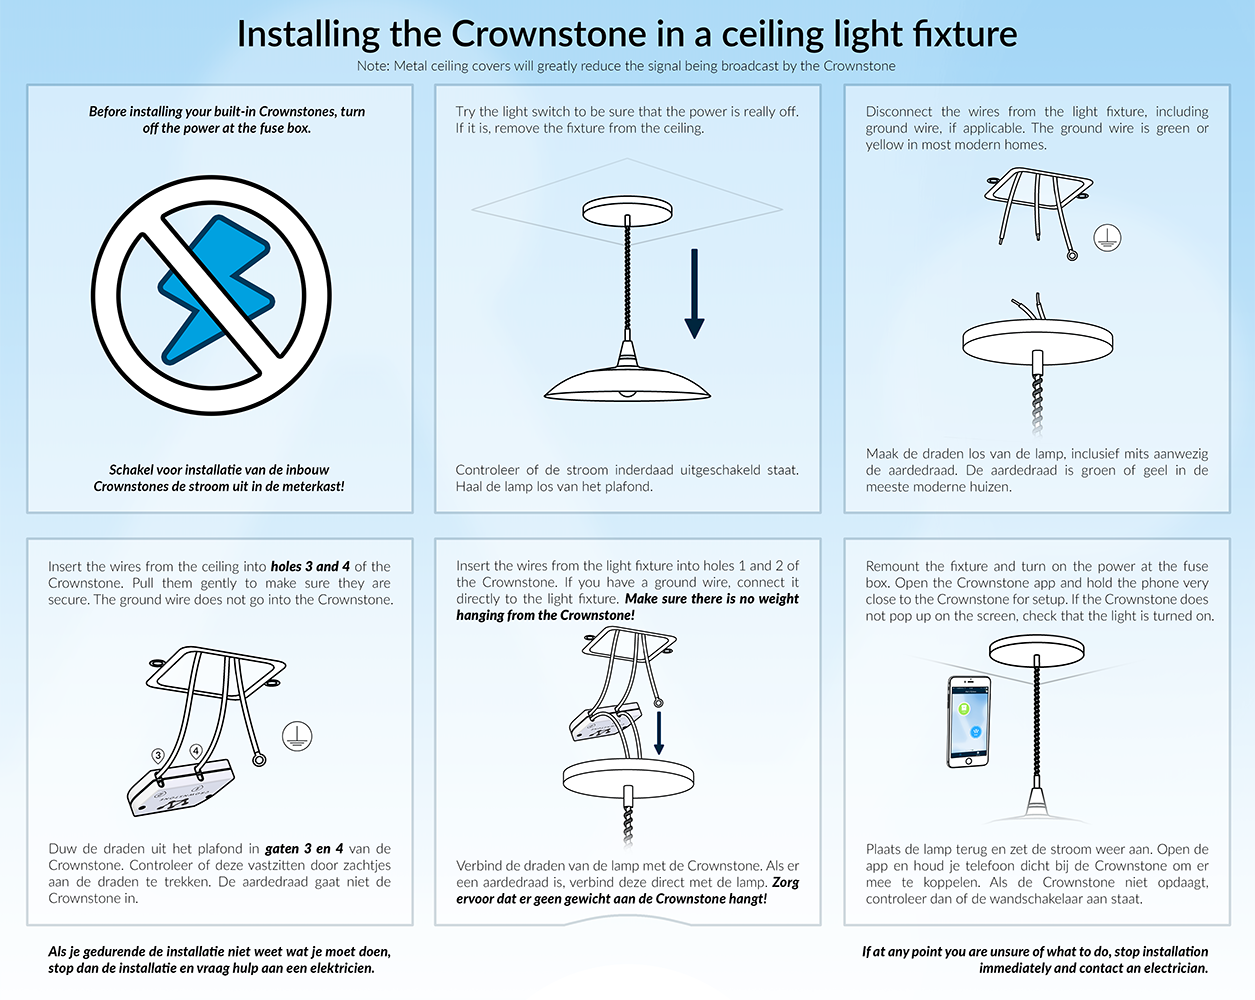 Installing the Crownstone in a ceiling light fixture
Note: Metal ceiling covers will greatly reduce the signal being broadcast by the Crownstone
Before installing your built-in Crownstones, turn
off the power at the fuse box.
Schakel voor installatie van de inbouw
Crownstones de stroom uit in de meterkast!
Try the light switch to be sure that the power is really off.
If it is, remove the fixture from the ceiling.
Controleer of de stroom inderdaad uitgeschakeld staat.
Haal de lamp los van het plafond.
Disconnect the wires from the light fixture, including
ground wire, if applicable. The ground wire is green or
yellow in most modern homes.
Maak de draden los van de lamp, inclusief mits aanwezig
de aardedraad. De aardedraad is groen of geel in de
meeste moderne huizen.
Insert the wires from the ceiling into holes 3 and 4 of the
Crownstone. Pull them gently to make sure they are
secure. The ground wire does not go into the Crownstone.
3
4
Duw de draden uit het plafond in gaten 3 en 4 van de
Crownstone. Controleer of deze vastzitten door zachtjes
aan de draden te trekken. De aardedraad gaat niet de
Crownstone in.
Insert the wires from the light fixture into holes 1 and 2 of
the Crownstone. If you have a ground wire, connect it
directly to the light fixture. Make sure there is no weight
hanging from the Crownstone!
Verbind de draden van de lamp met de Crownstone. Als er
een aardedraad is, verbind deze direct met de lamp. Zorg
ervoor dat er geen gewicht aan de Crownstone hangt!
Remount the fixture and turn on the power at the fuse
box. Open the Crownstone app and hold the phone very
close to the Crownstone for setup. If the Crownstone does
not pop up on the screen, check that the light is turned on.
Plaats de lamp terug en zet de stroom weer aan. Open de
app en houd je telefoon dicht bij de Crownstone om er
mee te koppelen. Als de Crownstone niet opdaagt,
controleer dan of de wandschakelaar aan staat.
Als je gedurende de installatie niet weet wat je moet doen,
stop dan de installatie en vraag hulp aan een elektricien.
If at any point you are unsure of what to do, stop installation
immediately and contact an electrician.